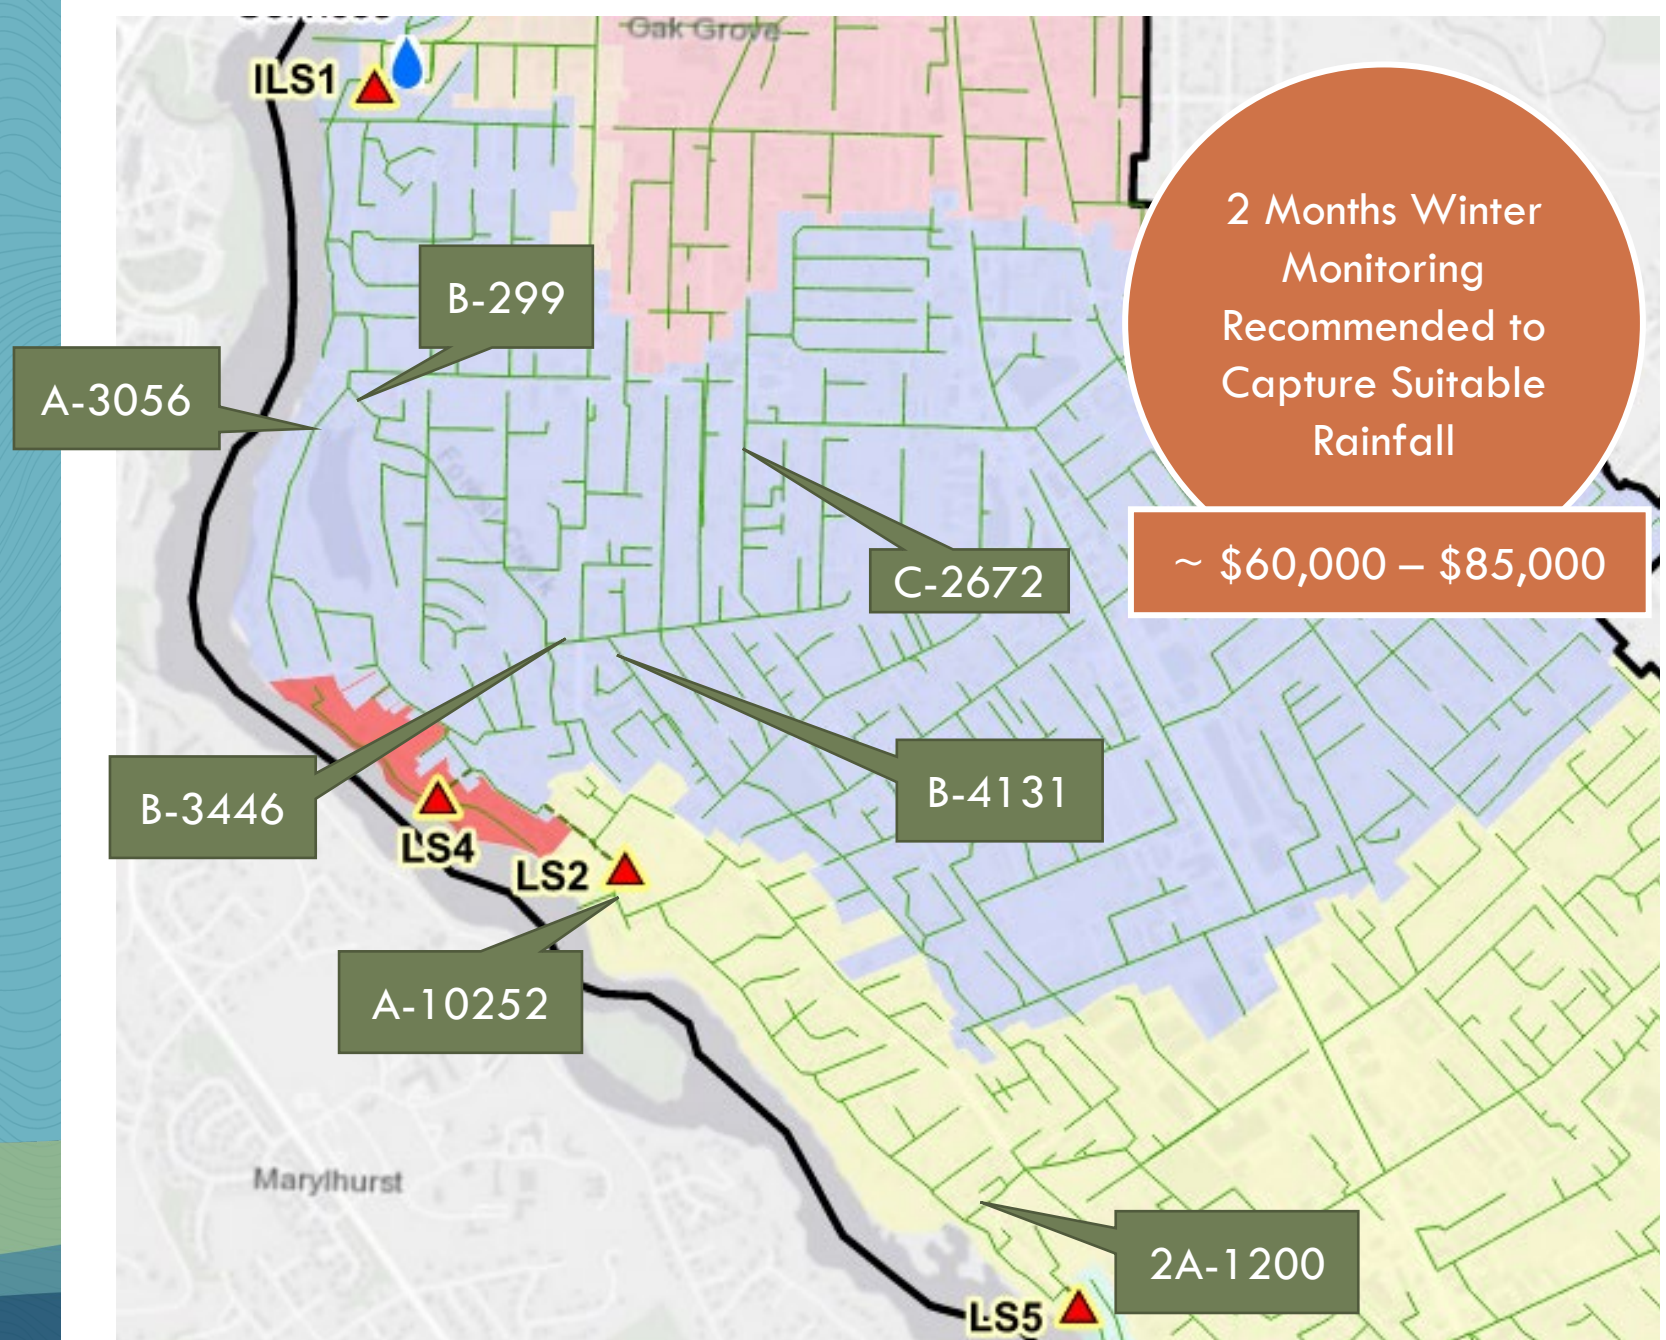 Oak Grove
ILS1
2 Months Winter
Monitoring
Recommended to
Capture Suitable
Rainfall
~ $60,000 – $85,000
B-299
A-3056
C-2672
B-3446
B-4131
LS4
LS2
A-10252
Marylhurst
2A-1200
LS5